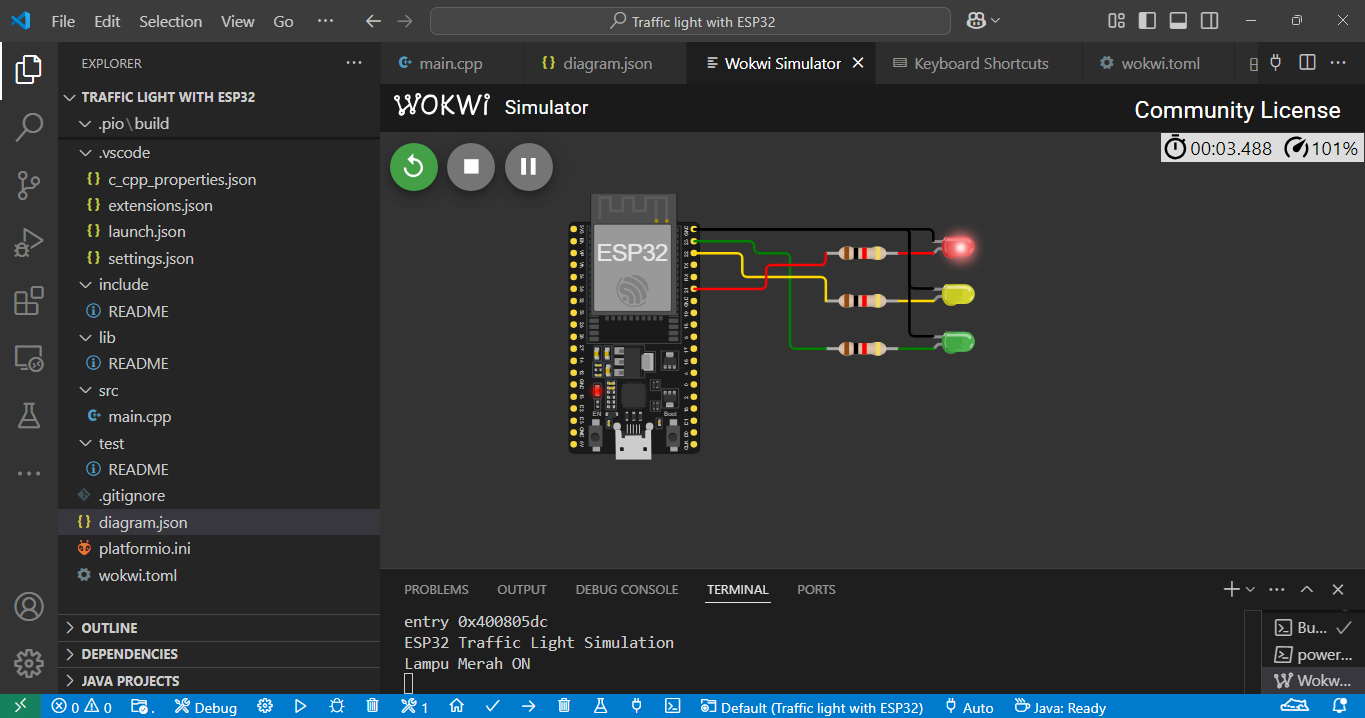 File Edit Selection View Go ··· Traffic light with ESP32
EXPLORER ···
main.cpp diagram.json Wokwi Simulator Keyboard Shortcuts wokwi.toml ···
TRAFFIC LIGHT WITH ESP32
.pio\build
.vscode
c_cpp_properties.json
extensions.json
launch.json
settings.json
include
README
lib
README
src
main.cpp
test
README
.gitignore
diagram.json
platformio.ini
wokwi.toml
OUTLINE
DEPENDENCIES
JAVA PROJECTS
WOKWi Simulator
Community License
00:03.488 101%
ESP32
EN Boot
PROBLEMS OUTPUT DEBUG CONSOLE TERMINAL PORTS
entry 0x400805dc
ESP32 Traffic Light Simulation
Lampu Merah ON
Bu...
power...
Wokw...
0 0 Debug 1 Default (Traffic light with ESP32) Auto Java: Ready